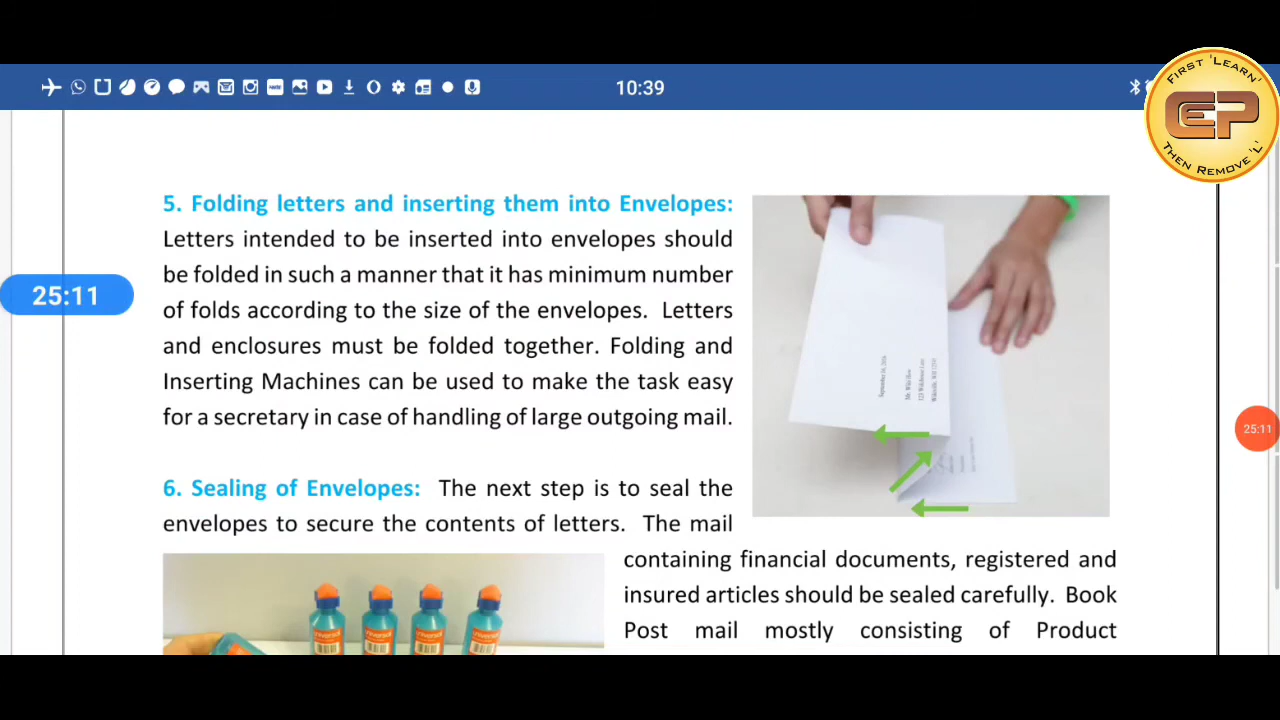 10:39
FIRST 'LEARN'
EP
THEN REMOVE 'L'
25:11
25:11
5. Folding letters and inserting them into Envelopes:
Letters intended to be inserted into envelopes should
be folded in such a manner that it has minimum number
of folds according to the size of the envelopes. Letters
and enclosures must be folded together. Folding and
Inserting Machines can be used to make the task easy
for a secretary in case of handling of large outgoing mail.
6. Sealing of Envelopes: The next step is to seal the
envelopes to secure the contents of letters. The mail
containing financial documents, registered and
insured articles should be sealed carefully. Book
Post mail mostly consisting of Product